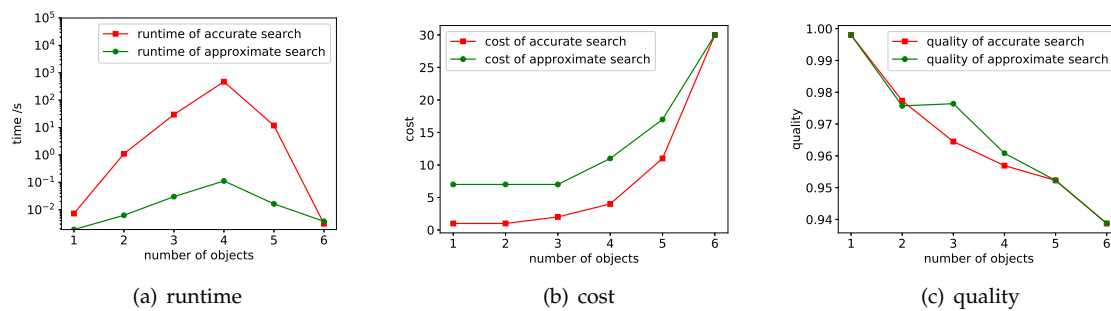 10^5
10^4
10^3
10^2
10^1
10^0
10^-1
10^-2
time /s
runtime of accurate search
runtime of approximate search
1 2 3 4 5 6
number of objects
(a) runtime
30
25
20
15
10
5
0
cost
cost of accurate search
cost of approximate search
1 2 3 4 5 6
number of objects
(b) cost
1.00
0.99
0.98
0.97
0.96
0.95
0.94
quality
quality of accurate search
quality of approximate search
1 2 3 4 5 6
number of objects
(c) quality